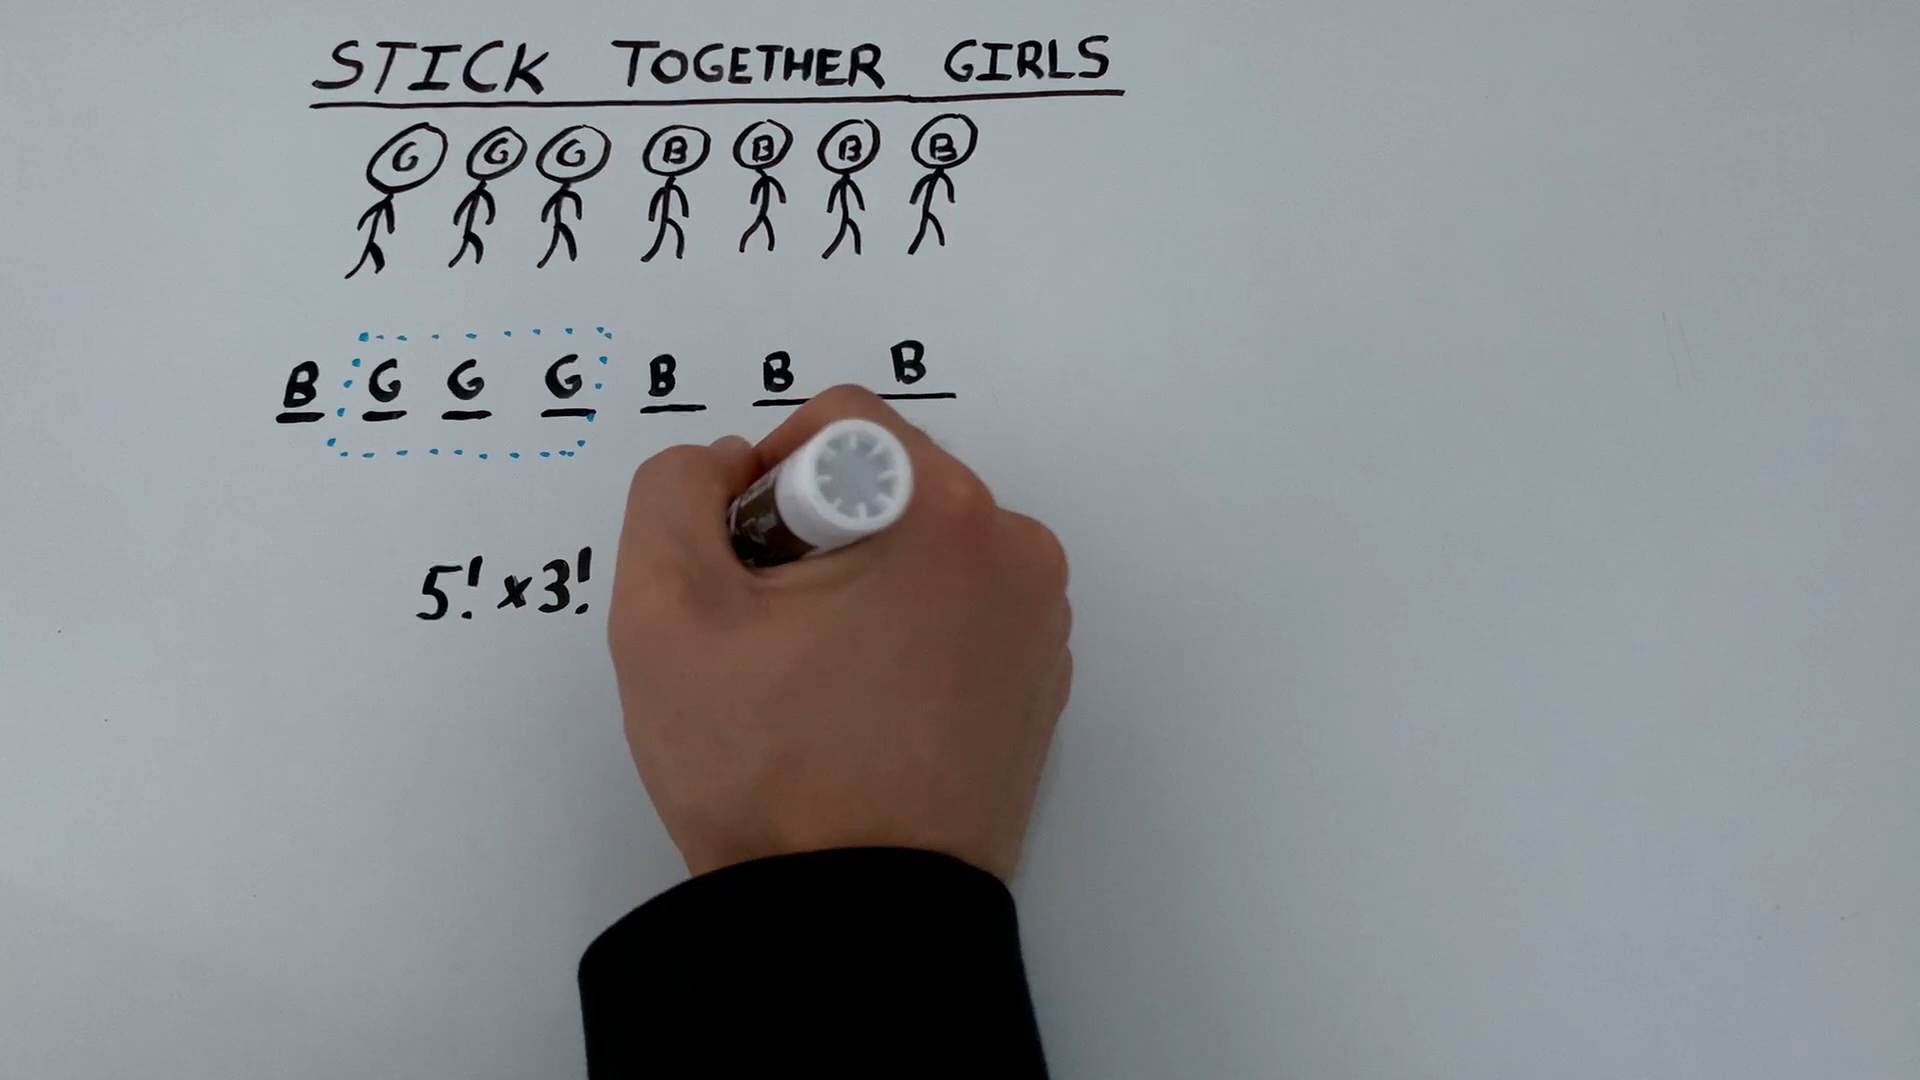 STICK TOGETHER GIRLS
G G G B B B B
B G G G B B B
5! × 3!